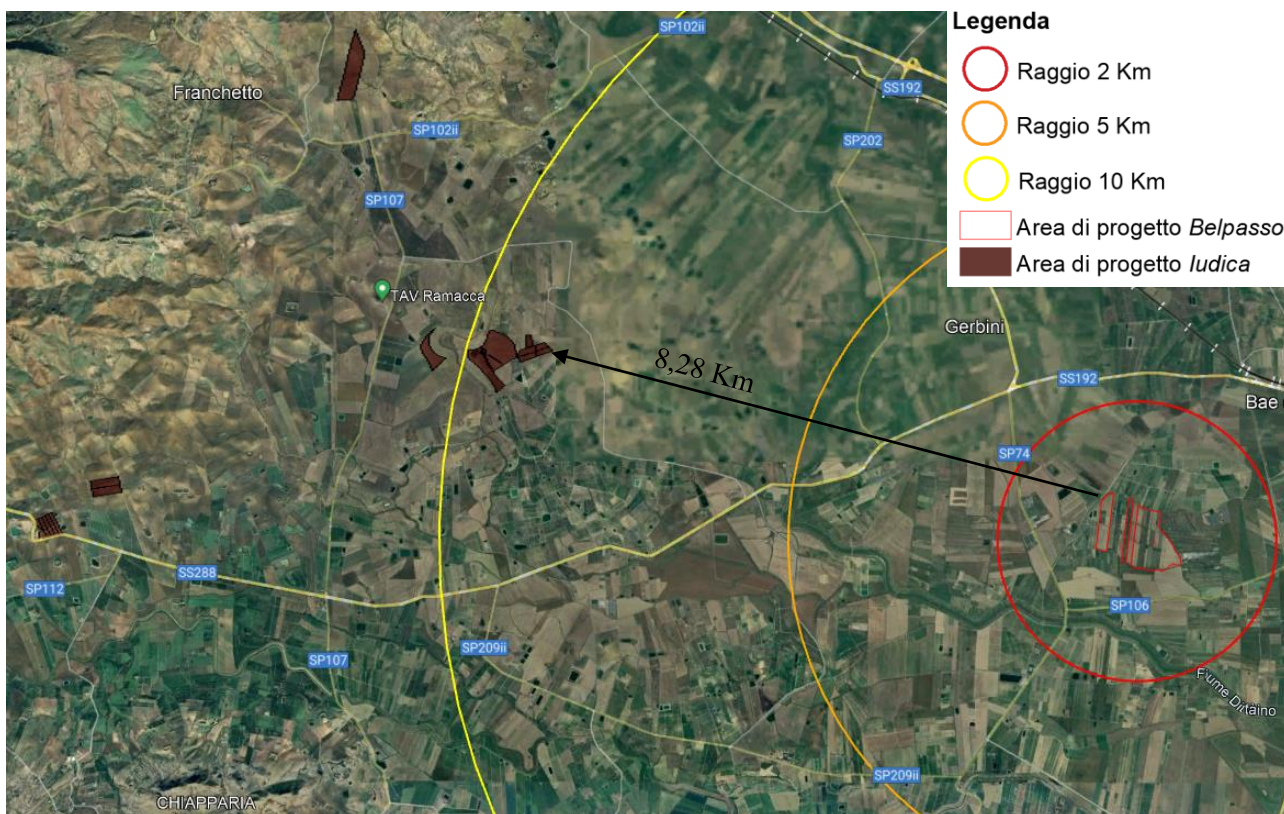 Legenda
Raggio 2 Km
Raggio 5 Km
Raggio 10 Km
Area di progetto Belpasso
Area di progetto Iudica
SP102ii
SS192
Franchetto
SP102ii
SP202
SP107
TAV Ramacca
Gerbini
8,28 Km
SS192
Bae
SP74
SS288
SP112
SP106
SP209ii
SP107
Fiume Dittaino
SP209ii
CHIAPPARIA